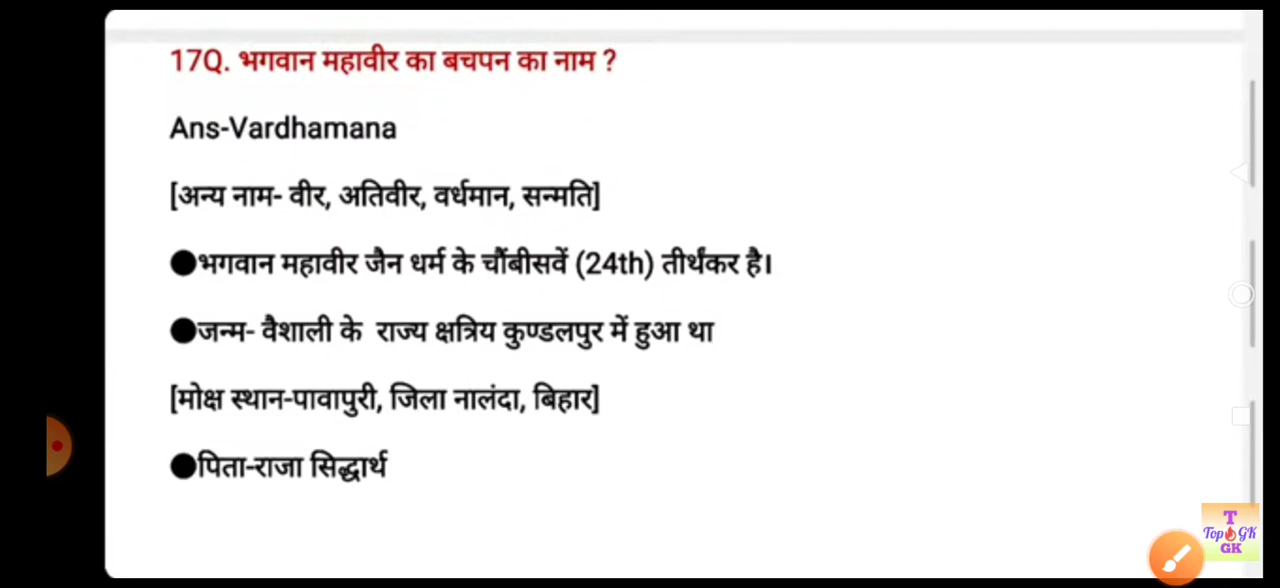 17Q. भगवान महावीर का बचपन का नाम ?
Ans-Vardhamana
[अन्य नाम- वीर, अतिवीर, वर्धमान, सन्मति]
●भगवान महावीर जैन धर्म के चौंबीसवें (24th) तीर्थंकर है।
●जन्म- वैशाली के राज्य क्षत्रिय कुण्डलपुर में हुआ था
[मोक्ष स्थान-पावापुरी, जिला नालंदा, बिहार]
●पिता-राजा सिद्धार्थ
T
Top GK
GK